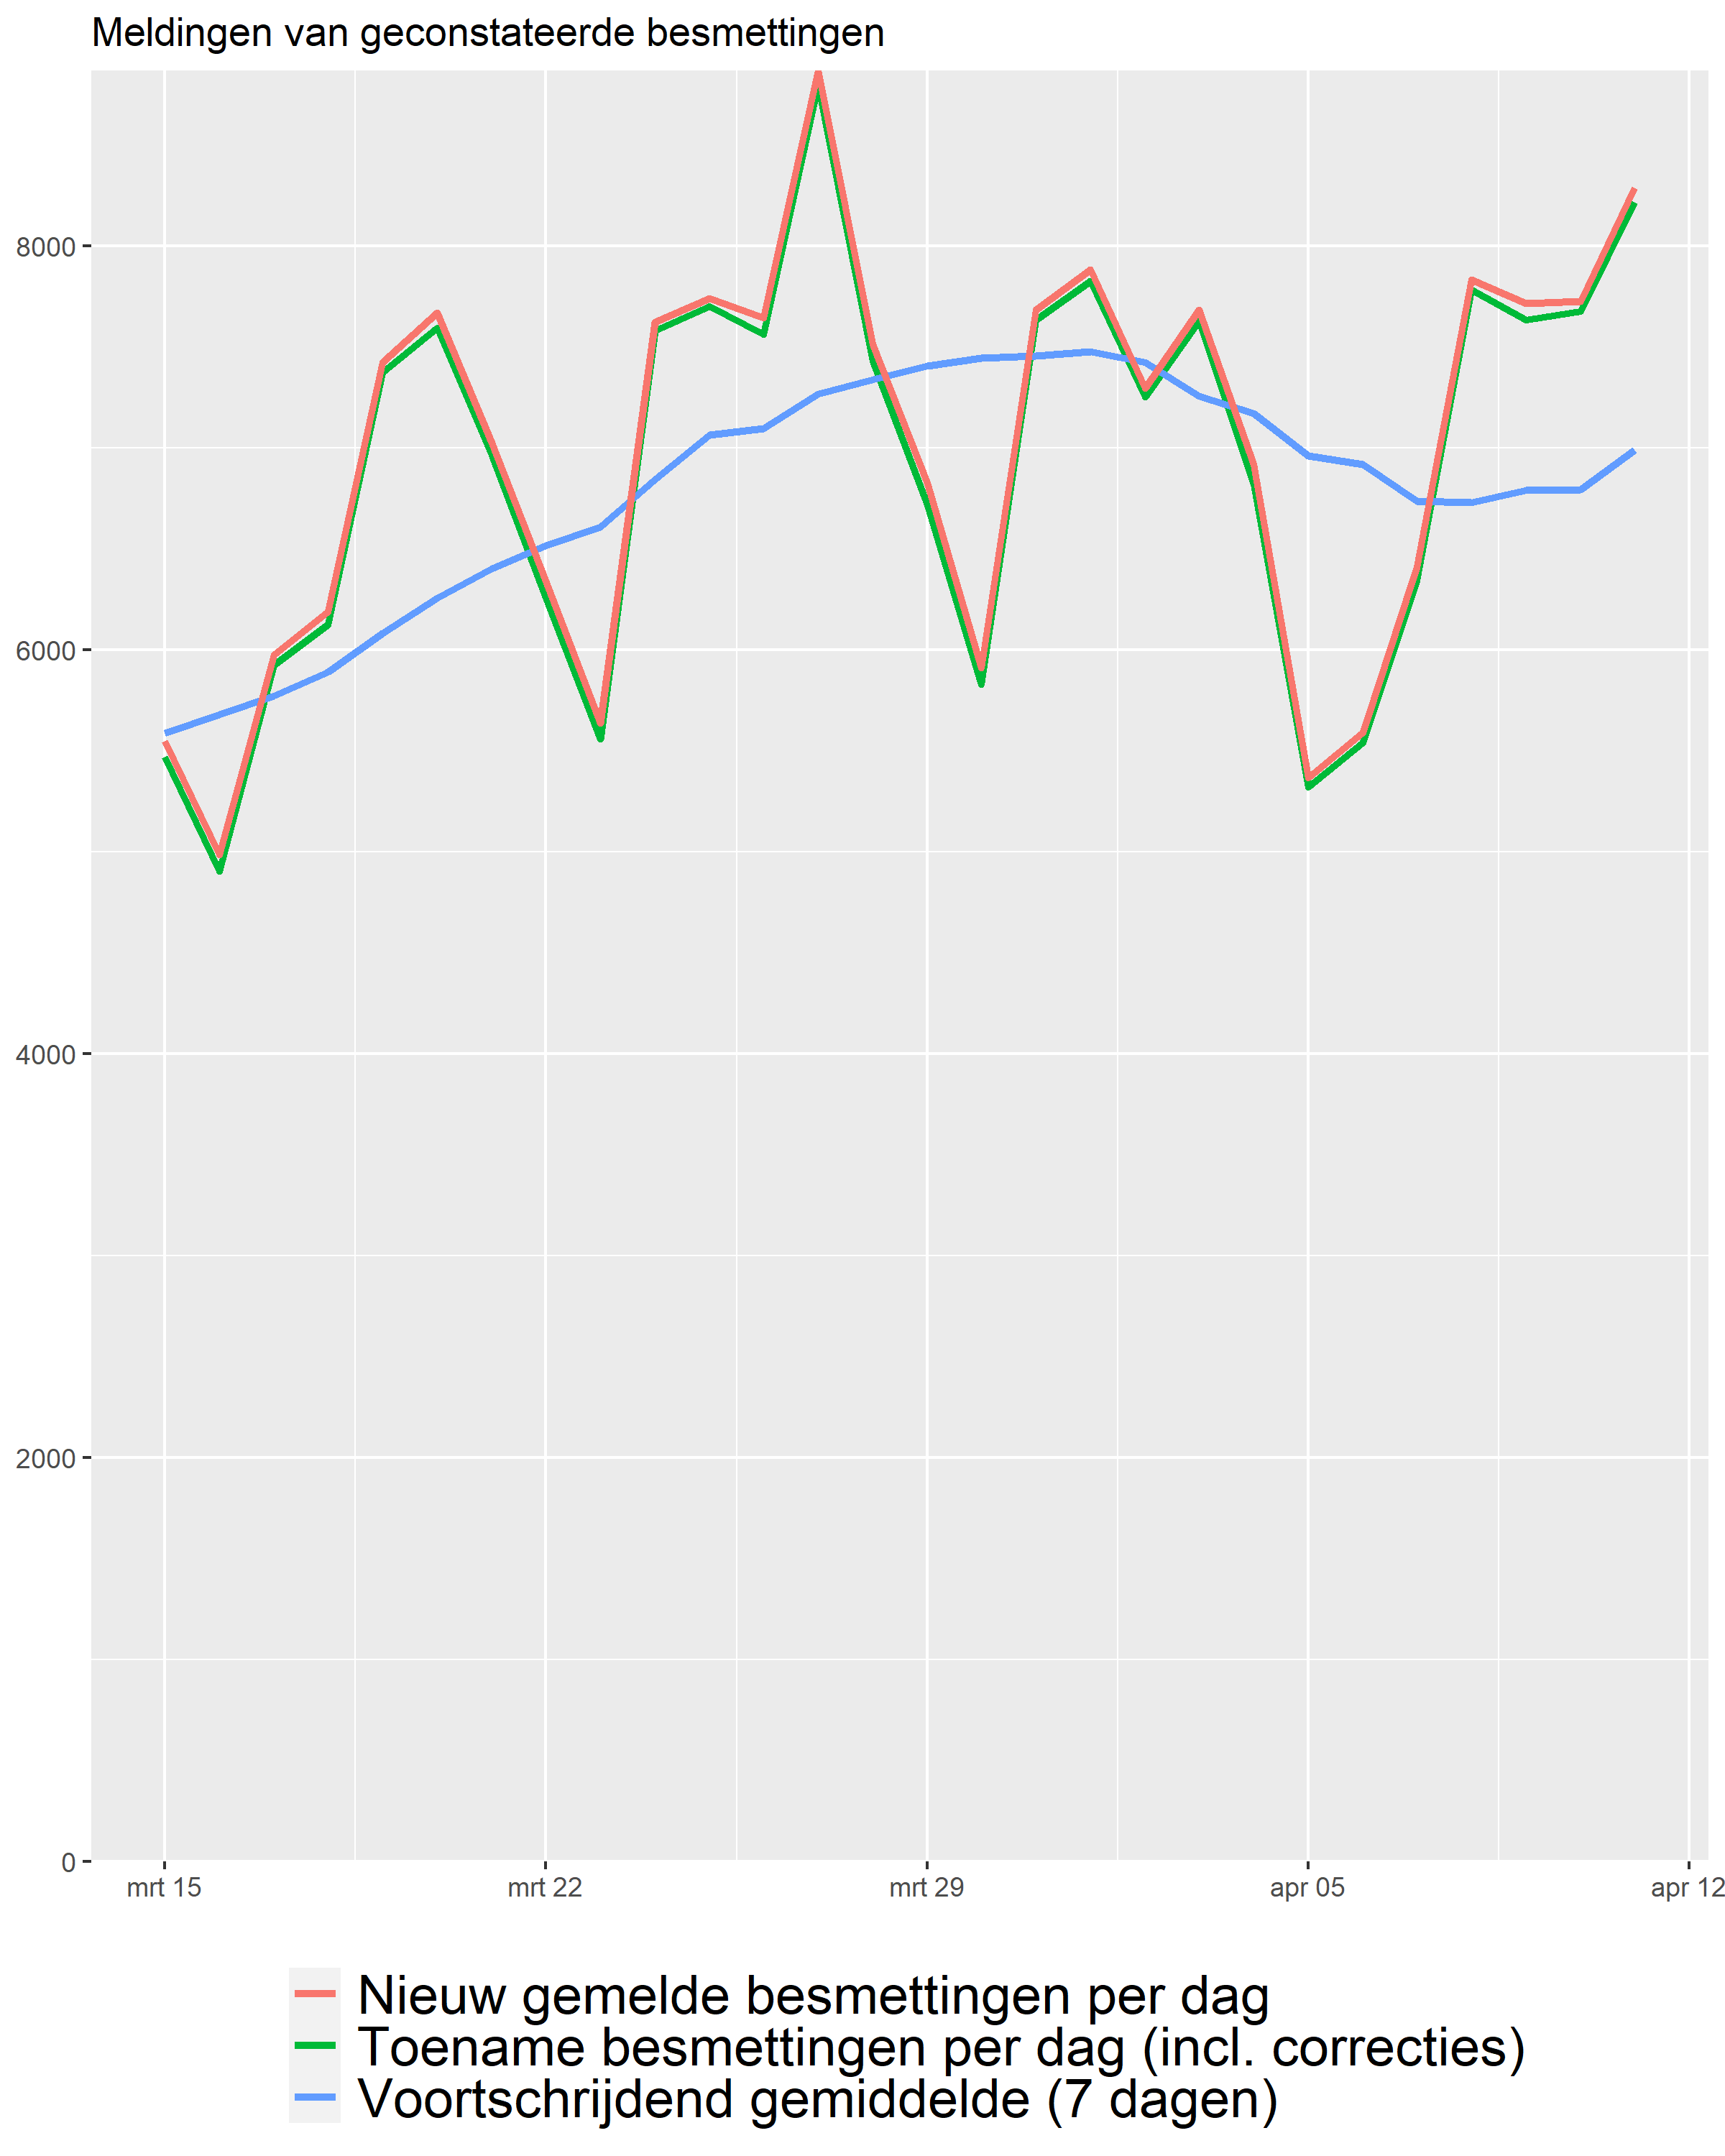 Meldingen van geconstateerde besmettingen
8000
6000
4000
2000
0
mrt 15 mrt 22 mrt 29 apr 05 apr 12
Nieuw gemelde besmettingen per dag
Toename besmettingen per dag (incl. correcties)
Voortschrijdend gemiddelde (7 dagen)